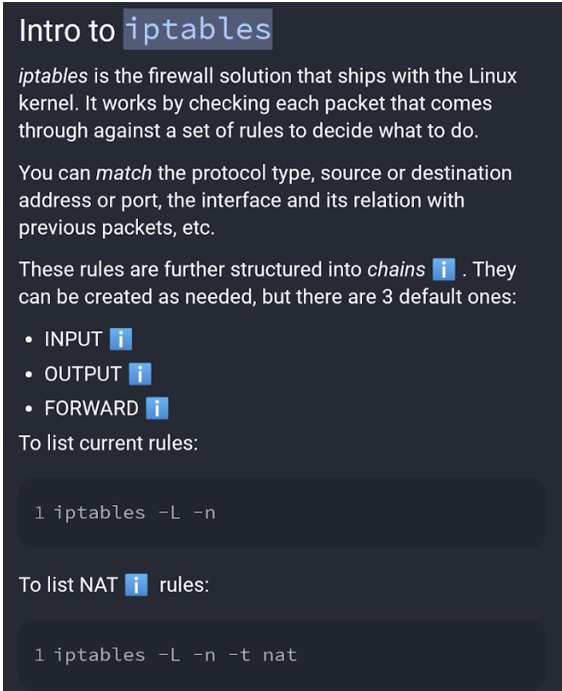 Intro to iptables
iptables is the firewall solution that ships with the Linux
kernel. It works by checking each packet that comes
through against a set of rules to decide what to do.
You can match the protocol type, source or destination
address or port, the interface and its relation with
previous packets, etc.
These rules are further structured into chains ℹ️ . They
can be created as needed, but there are 3 default ones:
• INPUT ℹ️
• OUTPUT ℹ️
• FORWARD ℹ️
To list current rules:
1 iptables -L -n
To list NAT ℹ️ rules:
1 iptables -L -n -t nat